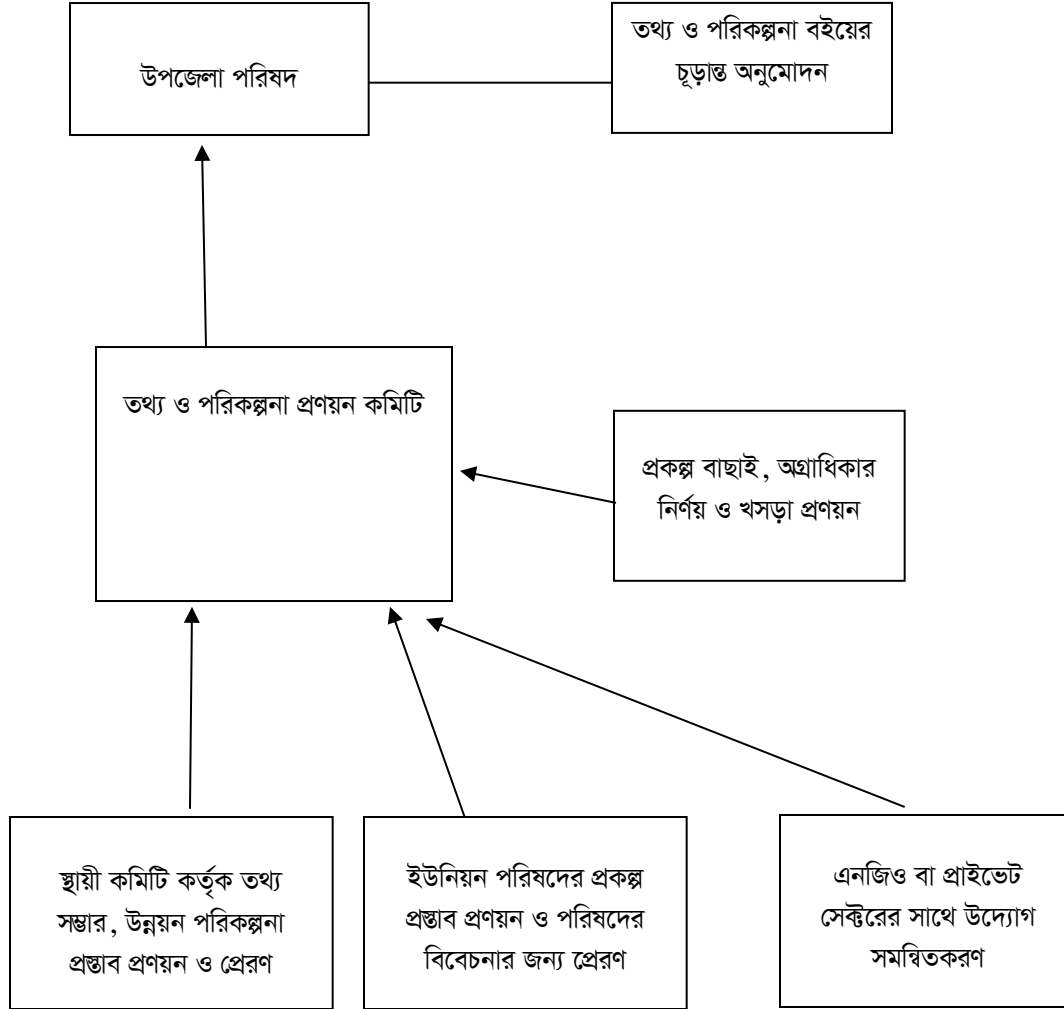 উপজেলা পরিষদ
তথ্য ও পরিকল্পনা বইয়ের
চূড়ান্ত অনুমোদন
তথ্য ও পরিকল্পনা প্রণয়ন কমিটি
প্রকল্প বাছাই, অগ্রাধিকার
নির্ণয় ও খসড়া প্রণয়ন
স্থায়ী কমিটি কর্তৃক তথ্য
সম্ভার, উন্নয়ন পরিকল্পনা
প্রস্তাব প্রণয়ন ও প্রেরণ
ইউনিয়ন পরিষদের প্রকল্প
প্রস্তাব প্রণয়ন ও পরিষদের
বিবেচনার জন্য প্রেরণ
এনজিও বা প্রাইভেট
সেক্টরের সাথে উদ্যোগ
সমন্বিতকরণ